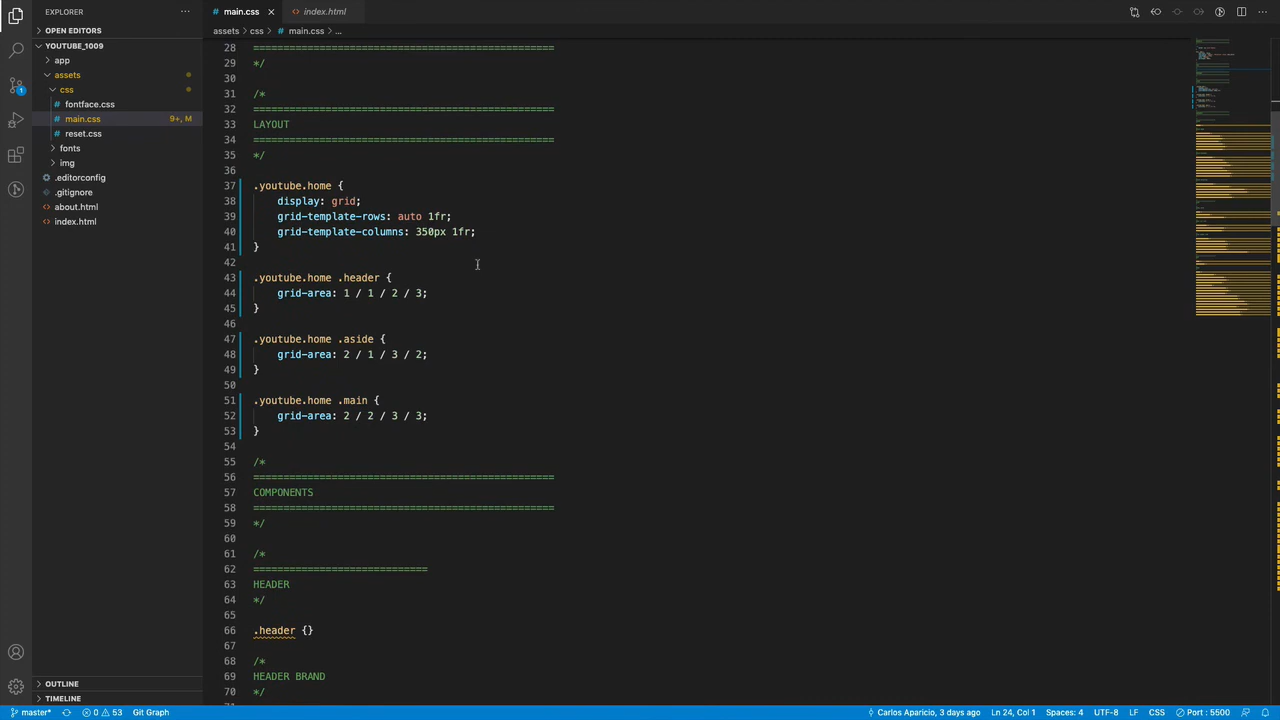 EXPLORER
main.css
index.html
OPEN EDITORS
assets
css
main.css
...
YOUTUBE_1009
app
assets
css
fontface.css
main.css
9+, M
reset.css
fonts
img
.editorconfig
.gitignore
about.html
index.html
OUTLINE
TIMELINE
28 ==================================================
29 */
30
31 /*
32 ==================================================
33 LAYOUT
34 ==================================================
35 */
36
37 .youtube.home {
38 display: grid;
39 grid-template-rows: auto 1fr;
40 grid-template-columns: 350px 1fr;
41 }
42
43 .youtube.home .header {
44 grid-area: 1 / 1 / 2 / 3;
45 }
46
47 .youtube.home .aside {
48 grid-area: 2 / 1 / 3 / 2;
49 }
50
51 .youtube.home .main {
52 grid-area: 2 / 2 / 3 / 3;
53 }
54
55 /*
56 ==================================================
57 COMPONENTS
58 ==================================================
59 */
60
61 /*
62 =============================
63 HEADER
64 */
65
66 .header {}
67
68 /*
69 HEADER BRAND
70 */
1
master*
0
53
Git Graph
Carlos Aparicio, 3 days ago
Ln 24, Col 1
Spaces: 4
UTF-8
LF
CSS
Port : 5500